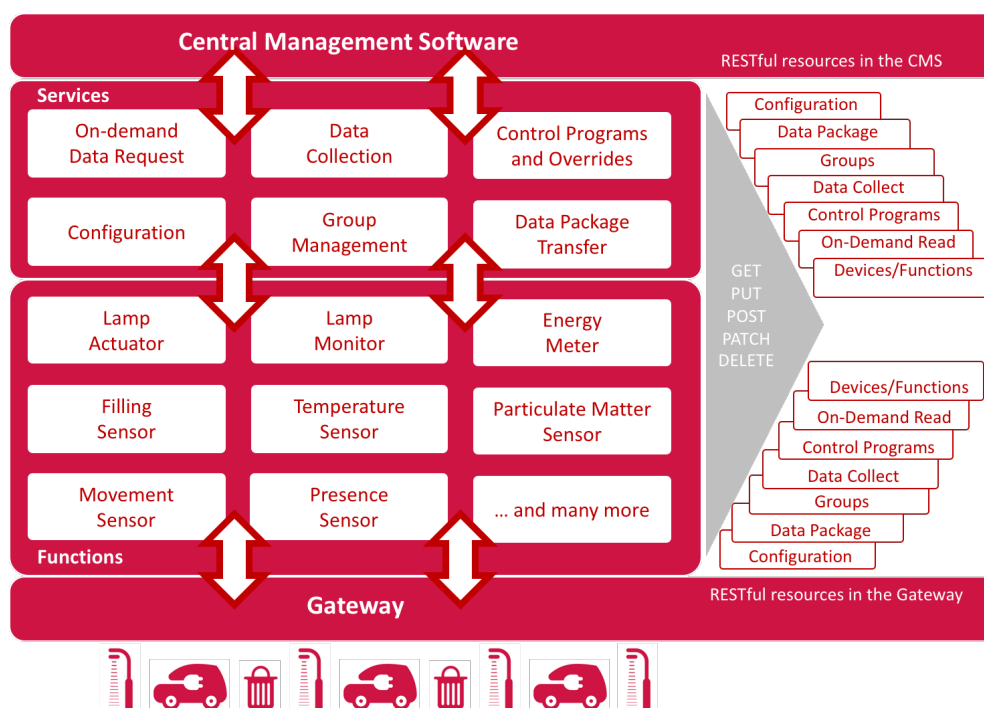 Central Management Software
RESTful resources in the CMS
Services
On-demand
Data Request
Data
Collection
Control Programs
and Overrides
Configuration
Group
Management
Data Package
Transfer
Lamp
Actuator
Lamp
Monitor
Energy
Meter
Filling
Sensor
Temperature
Sensor
Particulate Matter
Sensor
Movement
Sensor
Presence
Sensor
... and many more
Functions
GET
PUT
POST
PATCH
DELETE
Configuration
Data Package
Groups
Data Collect
Control Programs
On-Demand Read
Devices/Functions
Devices/Functions
On-Demand Read
Control Programs
Data Collect
Groups
Data Package
Configuration
Gateway
RESTful resources in the Gateway